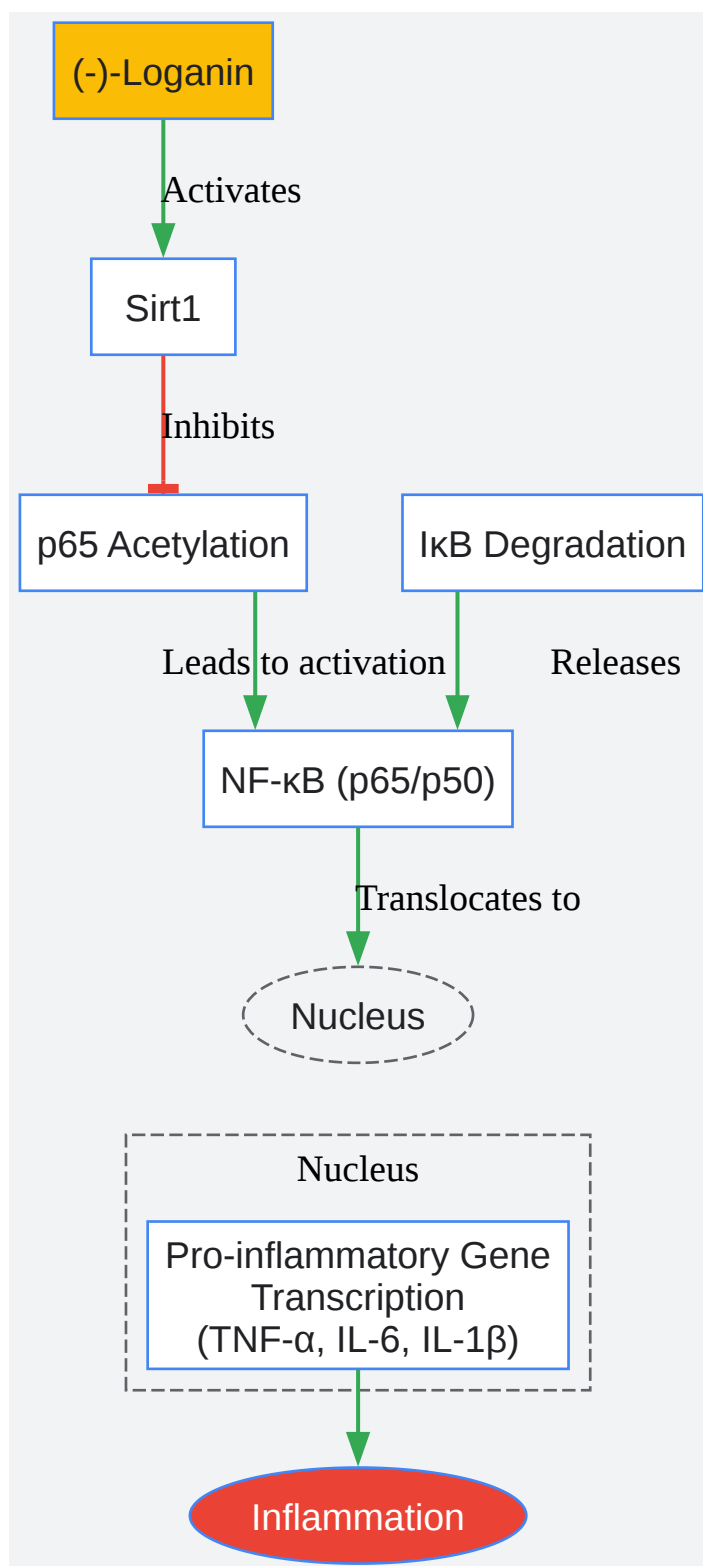 (-)-Loganin
Activates
Sirt1
Inhibits
p65 Acetylation
IκB Degradation
Leads to activation
Releases
NF-κB (p65/p50)
Translocates to
Nucleus
Nucleus
Pro-inflammatory Gene
Transcription
(TNF-α, IL-6, IL-1β)
Inflammation